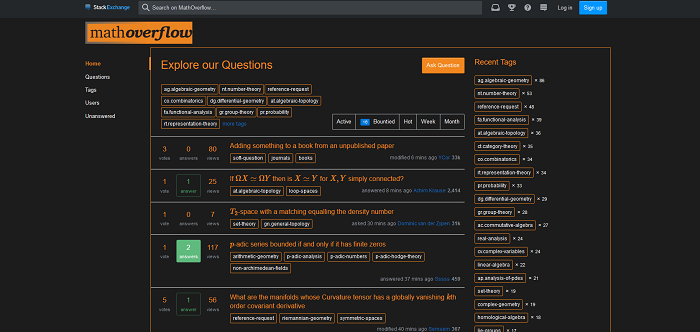 StackExchange Search on MathOverflow... Log in Sign up
mathoverflow
Home
Questions
Tags
Users
Unanswered
Explore our Questions
Ask Question
ag.algebraic-geometry nt.number-theory reference-request
co.combinatorics dg.differential-geometry at.algebraic-topology
fa.functional-analysis gr.group-theory pr.probability
rt.representation-theory more tags
Active 16 Bountied Hot Week Month
3 votes 0 answers 80 views
Adding something to a book from an unpublished paper
soft-question journals books
modified 6 mins ago 336
1 vote 1 answer 25 views
If ΩX ≃ ΩY then is X ≃ Y for X, Y simply connected?
at.algebraic-topology loop-spaces
answered 8 mins ago Achim Krause 2,414
1 vote 0 answers 7 views
T₂-space with a matching equalling the density number
set-theory gn.general-topology
asked 30 mins ago Dominic van der Zypen
1 vote 2 answers 117 views
p-adic series bounded if and only if it has finite zeros
arithmetic-geometry p-adic-analysis p-adic-numbers p-adic-hodge-theory
non-archimedean-fields
answered 37 mins ago 459
5 votes 1 answer 56 views
What are the manifolds whose Curvature tensor has a globally vanishing kth
order covariant derivative
reference-request riemannian-geometry symmetric-spaces
modified 40 mins ago 367
Recent Tags
ag.algebraic-geometry × 86
nt.number-theory × 53
reference-request × 48
fa.functional-analysis × 39
at.algebraic-topology × 36
ct.category-theory × 35
co.combinatorics × 34
rt.representation-theory × 34
pr.probability × 33
dg.differential-geometry × 29
gr.group-theory × 28
ac.commutative-algebra × 27
real-analysis × 24
cv.complex-variables × 24
linear-algebra × 22
ap.analysis-of-pdes × 21
set-theory × 19
complex-geometry × 19
homological-algebra × 18
lie-groups × 17